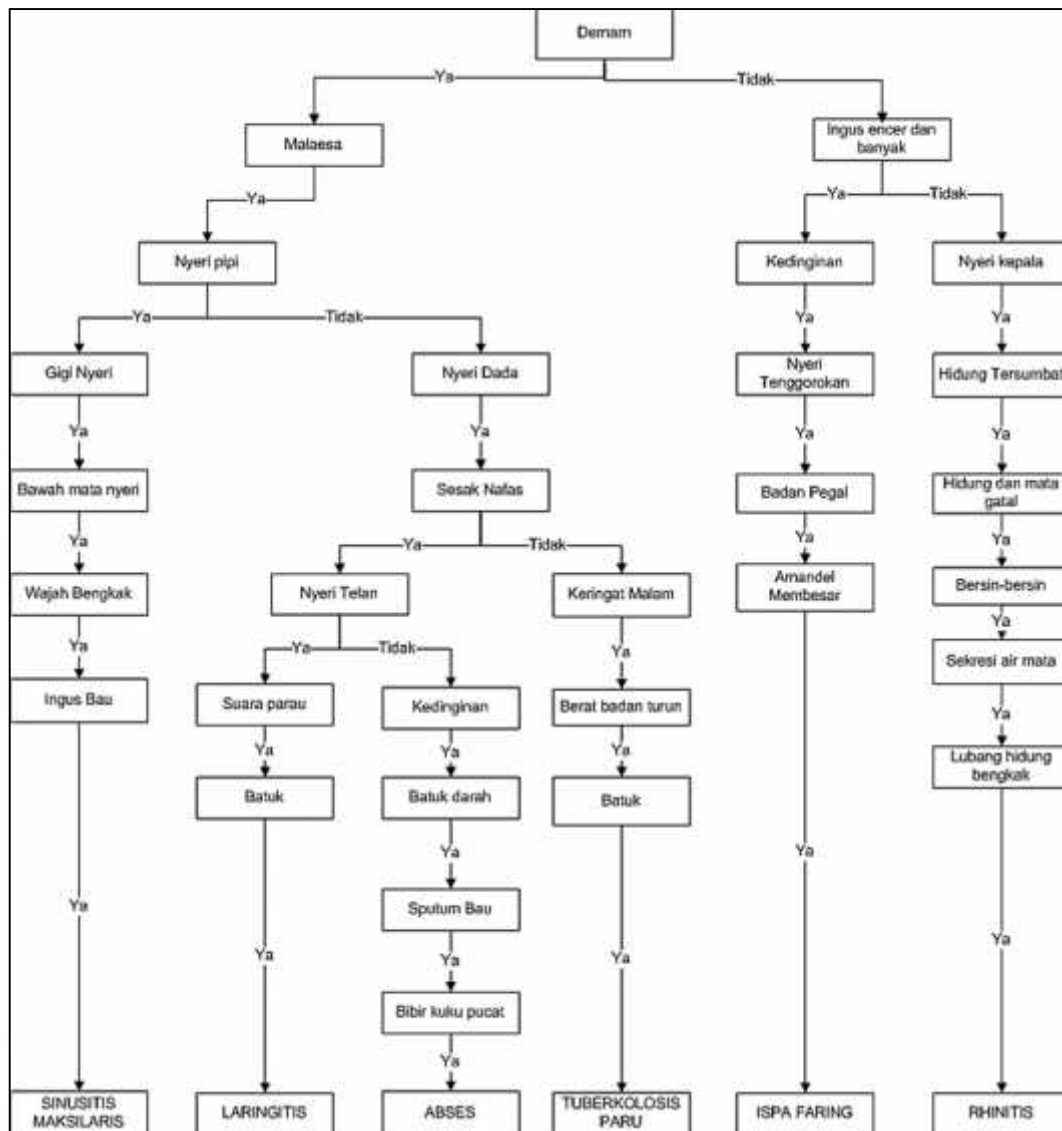 Demam
Ya
Tidak
Malaesa
Ingus encer dan
banyak
Ya
Ya
Tidak
Nyeri pipi
Kedinginan
Nyeri kepala
Ya
Tidak
Ya
Ya
Gigi Nyeri
Nyeri Dada
Nyeri
Tenggorokan
Hidung Tersumbat
Ya
Ya
Ya
Ya
Bawah mata nyeri
Sesak Nafas
Badan Pegal
Hidung dan mata
gatal
Ya
Ya
Tidak
Ya
Ya
Wajah Bengkak
Nyeri Telan
Keringat Malam
Amandel
Membesar
Bersin-bersin
Ya
Ya
Tidak
Ya
Ya
Ingus Bau
Suara parau
Kedinginan
Berat badan turun
Sekresi air mata
Ya
Ya
Ya
Ya
Batuk
Batuk darah
Batuk
Lubang hidung
bengkak
Ya
Ya
Ya
Sputum Bau
Ya
Ya
Ya
Ya
Bibir kuku pucat
Ya
SINUSITIS
MAKSILARIS
LARINGITIS
ABSES
TUBERKOLOSIS
PARU
ISPA FARING
RHINITIS